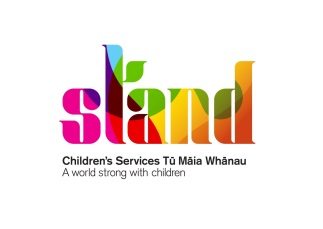 stand
Children's Services Tū Māia Whānau
A world strong with children